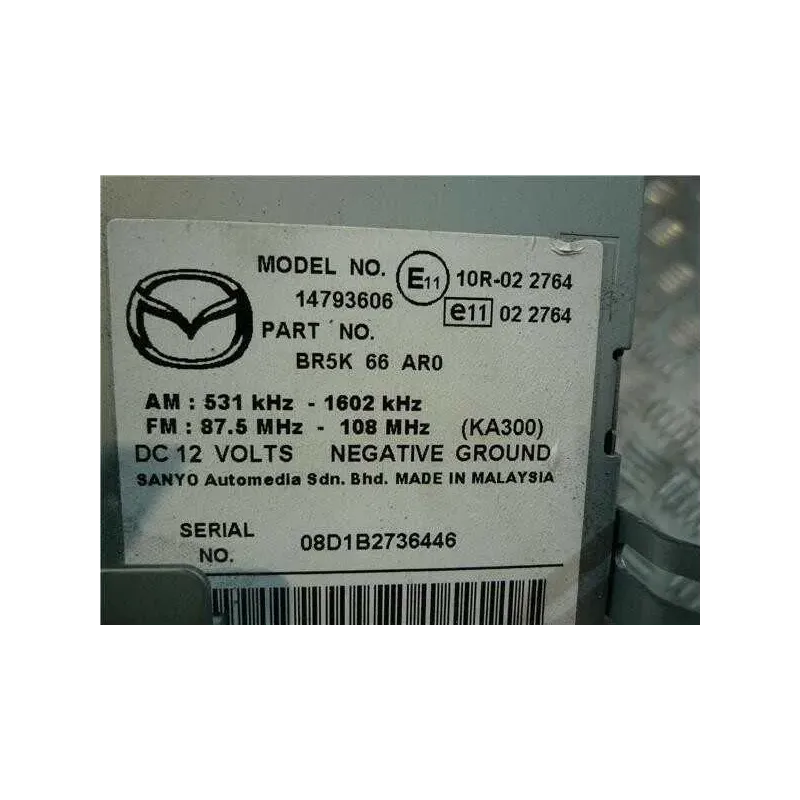 MODEL NO. E11 10R-02 2764
14793606 e11 02 2764
PART NO.
BR5K 66 AR0
AM : 531 kHz - 1602 kHz
FM : 87.5 MHz - 108 MHz (KA300)
DC 12 VOLTS NEGATIVE GROUND
SANYO Automedia Sdn. Bhd. MADE IN MALAYSIA
SERIAL
NO. 08D1B2736446